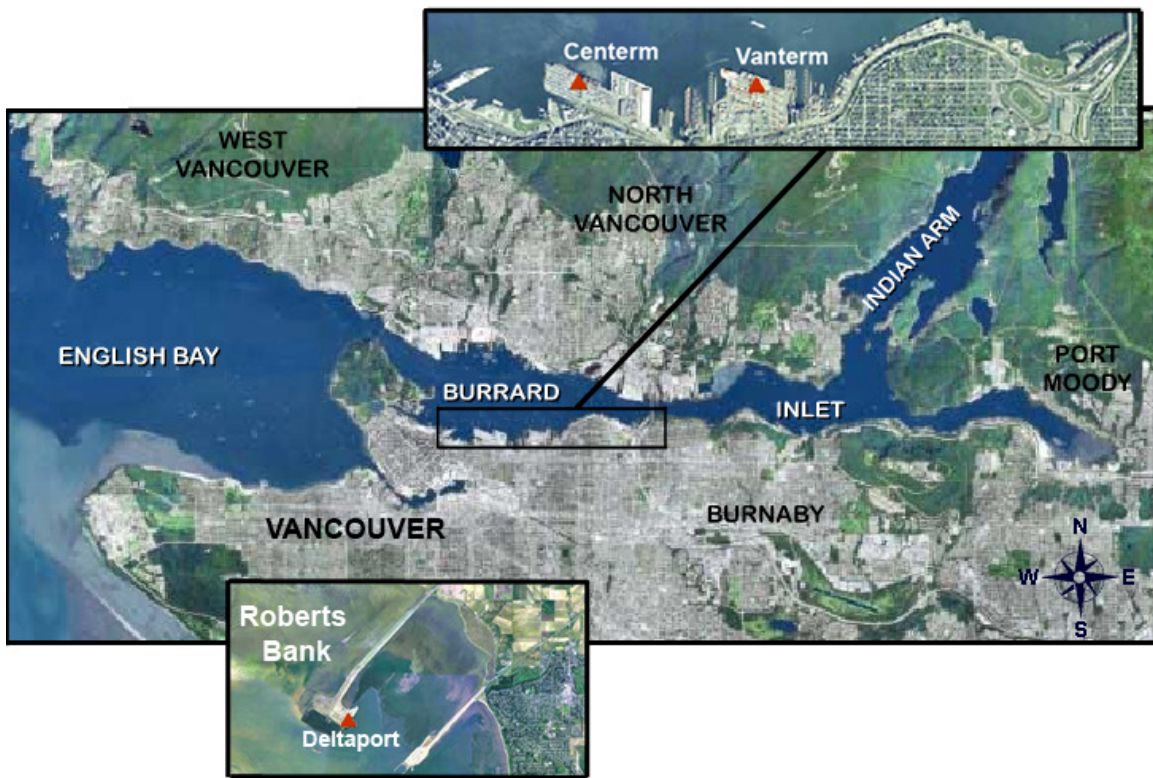 Centerm
Vanterm
WEST
VANCOUVER
NORTH
VANCOUVER
INDIAN ARM
ENGLISH BAY
BURRARD
INLET
PORT
MOODY
VANCOUVER
BURNABY
N
W
E
S
Roberts
Bank
Deltaport